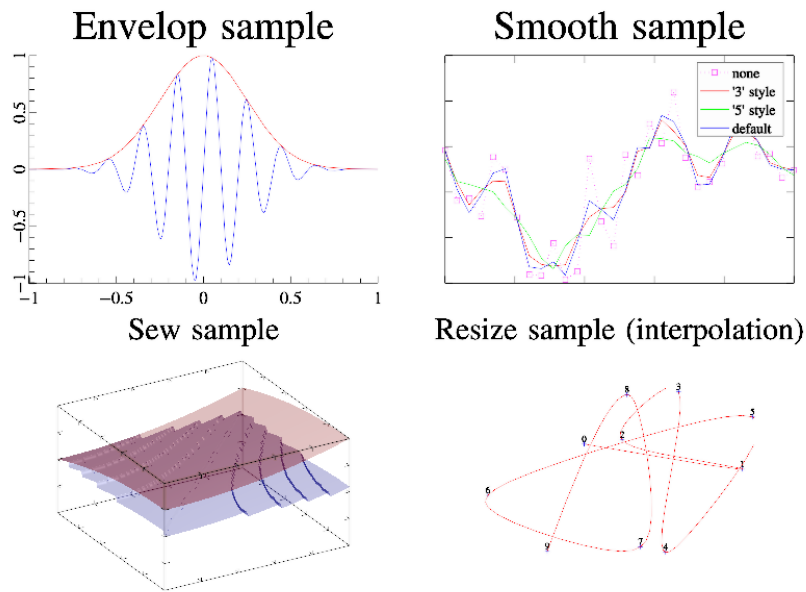 Envelop sample
Smooth sample
none
'3' style
'5' style
default
1
0.5
0
−0.5
−1
−1
−0.5
0
0.5
1
Sew sample
Resize sample (interpolation)
8
3
5
0
2
1
6
7
4
9